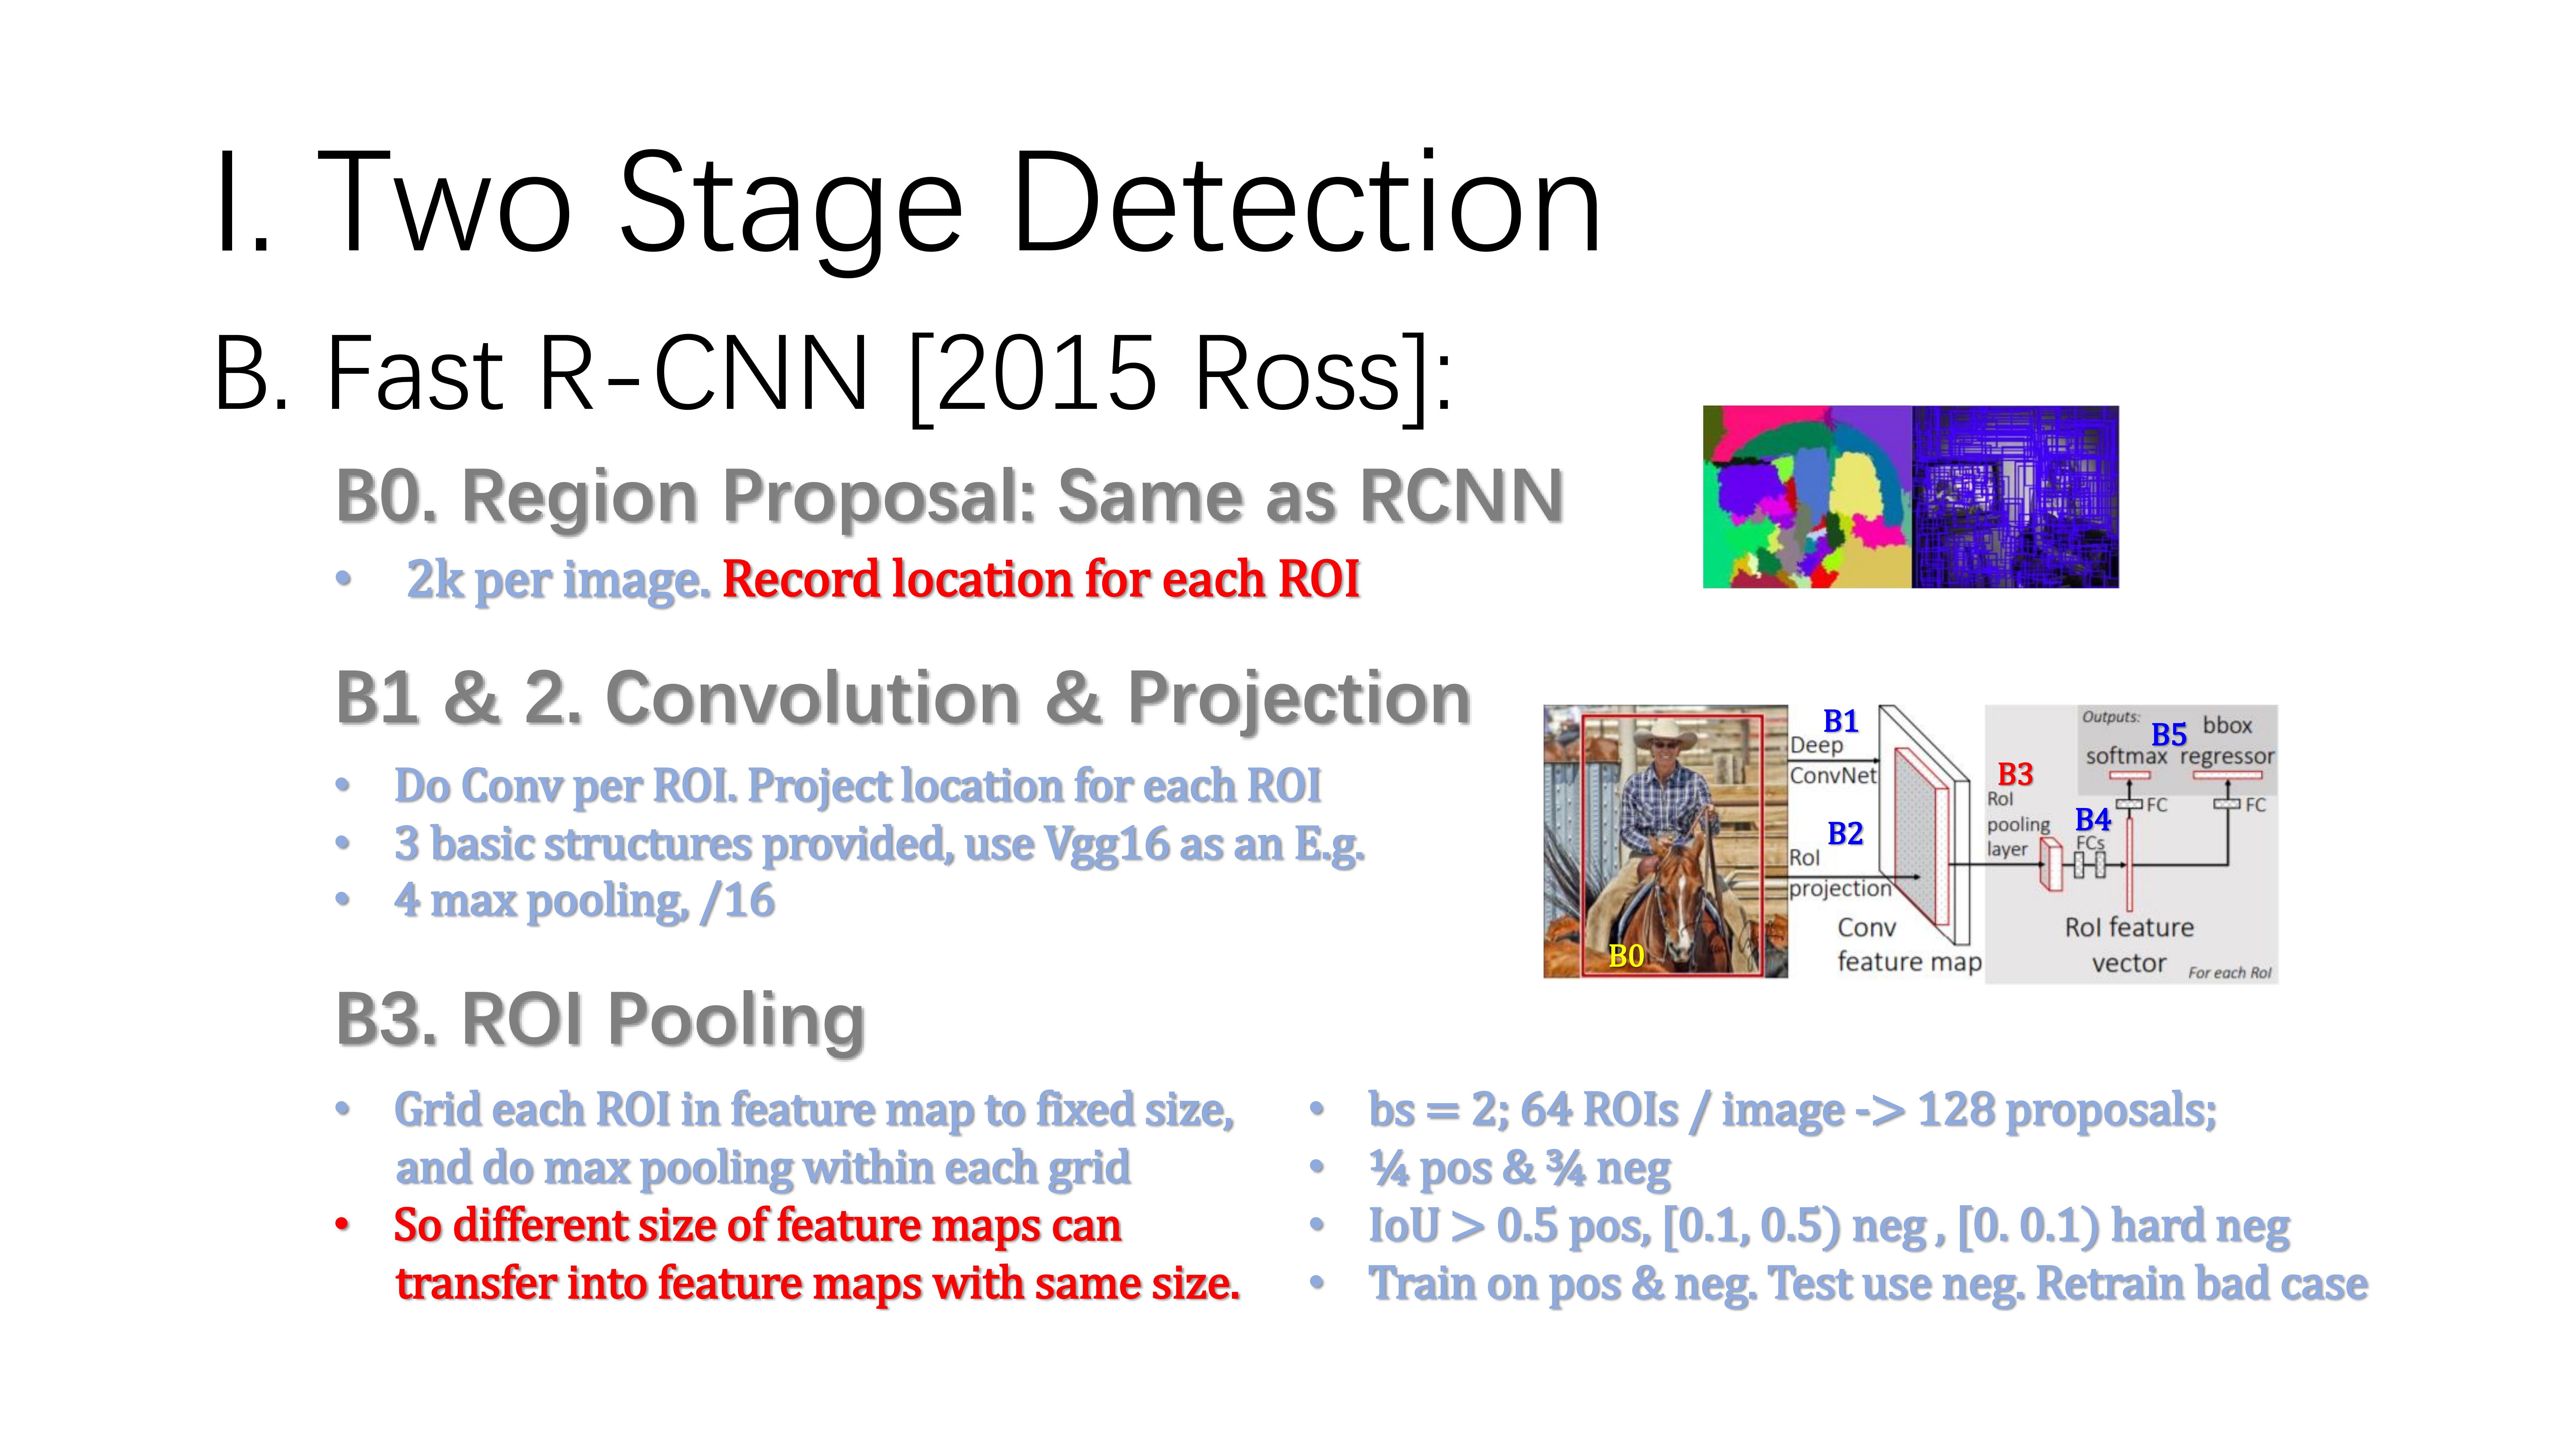 I. Two Stage Detection
B. Fast R-CNN [2015 Ross]:
B0. Region Proposal: Same as RCNN
• 2k per image. Record location for each ROI
B1 & 2. Convolution & Projection
• Do Conv per ROI. Project location for each ROI
• 3 basic structures provided, use Vgg16 as an E.g.
• 4 max pooling, /16
B0
B1
Deep
ConvNet
B2
RoI
projection
Conv
feature map
B3
RoI
pooling
layer
B4
FCs
Outputs:
B5
bbox
softmax regressor
FC
FC
RoI feature
vector
For each RoI
B3. ROI Pooling
• Grid each ROI in feature map to fixed size,
and do max pooling within each grid
• So different size of feature maps can
transfer into feature maps with same size.
• bs = 2; 64 ROIs / image -> 128 proposals;
• ¼ pos & ¾ neg
• IoU > 0.5 pos, [0.1, 0.5) neg , [0. 0.1) hard neg
• Train on pos & neg. Test use neg. Retrain bad case